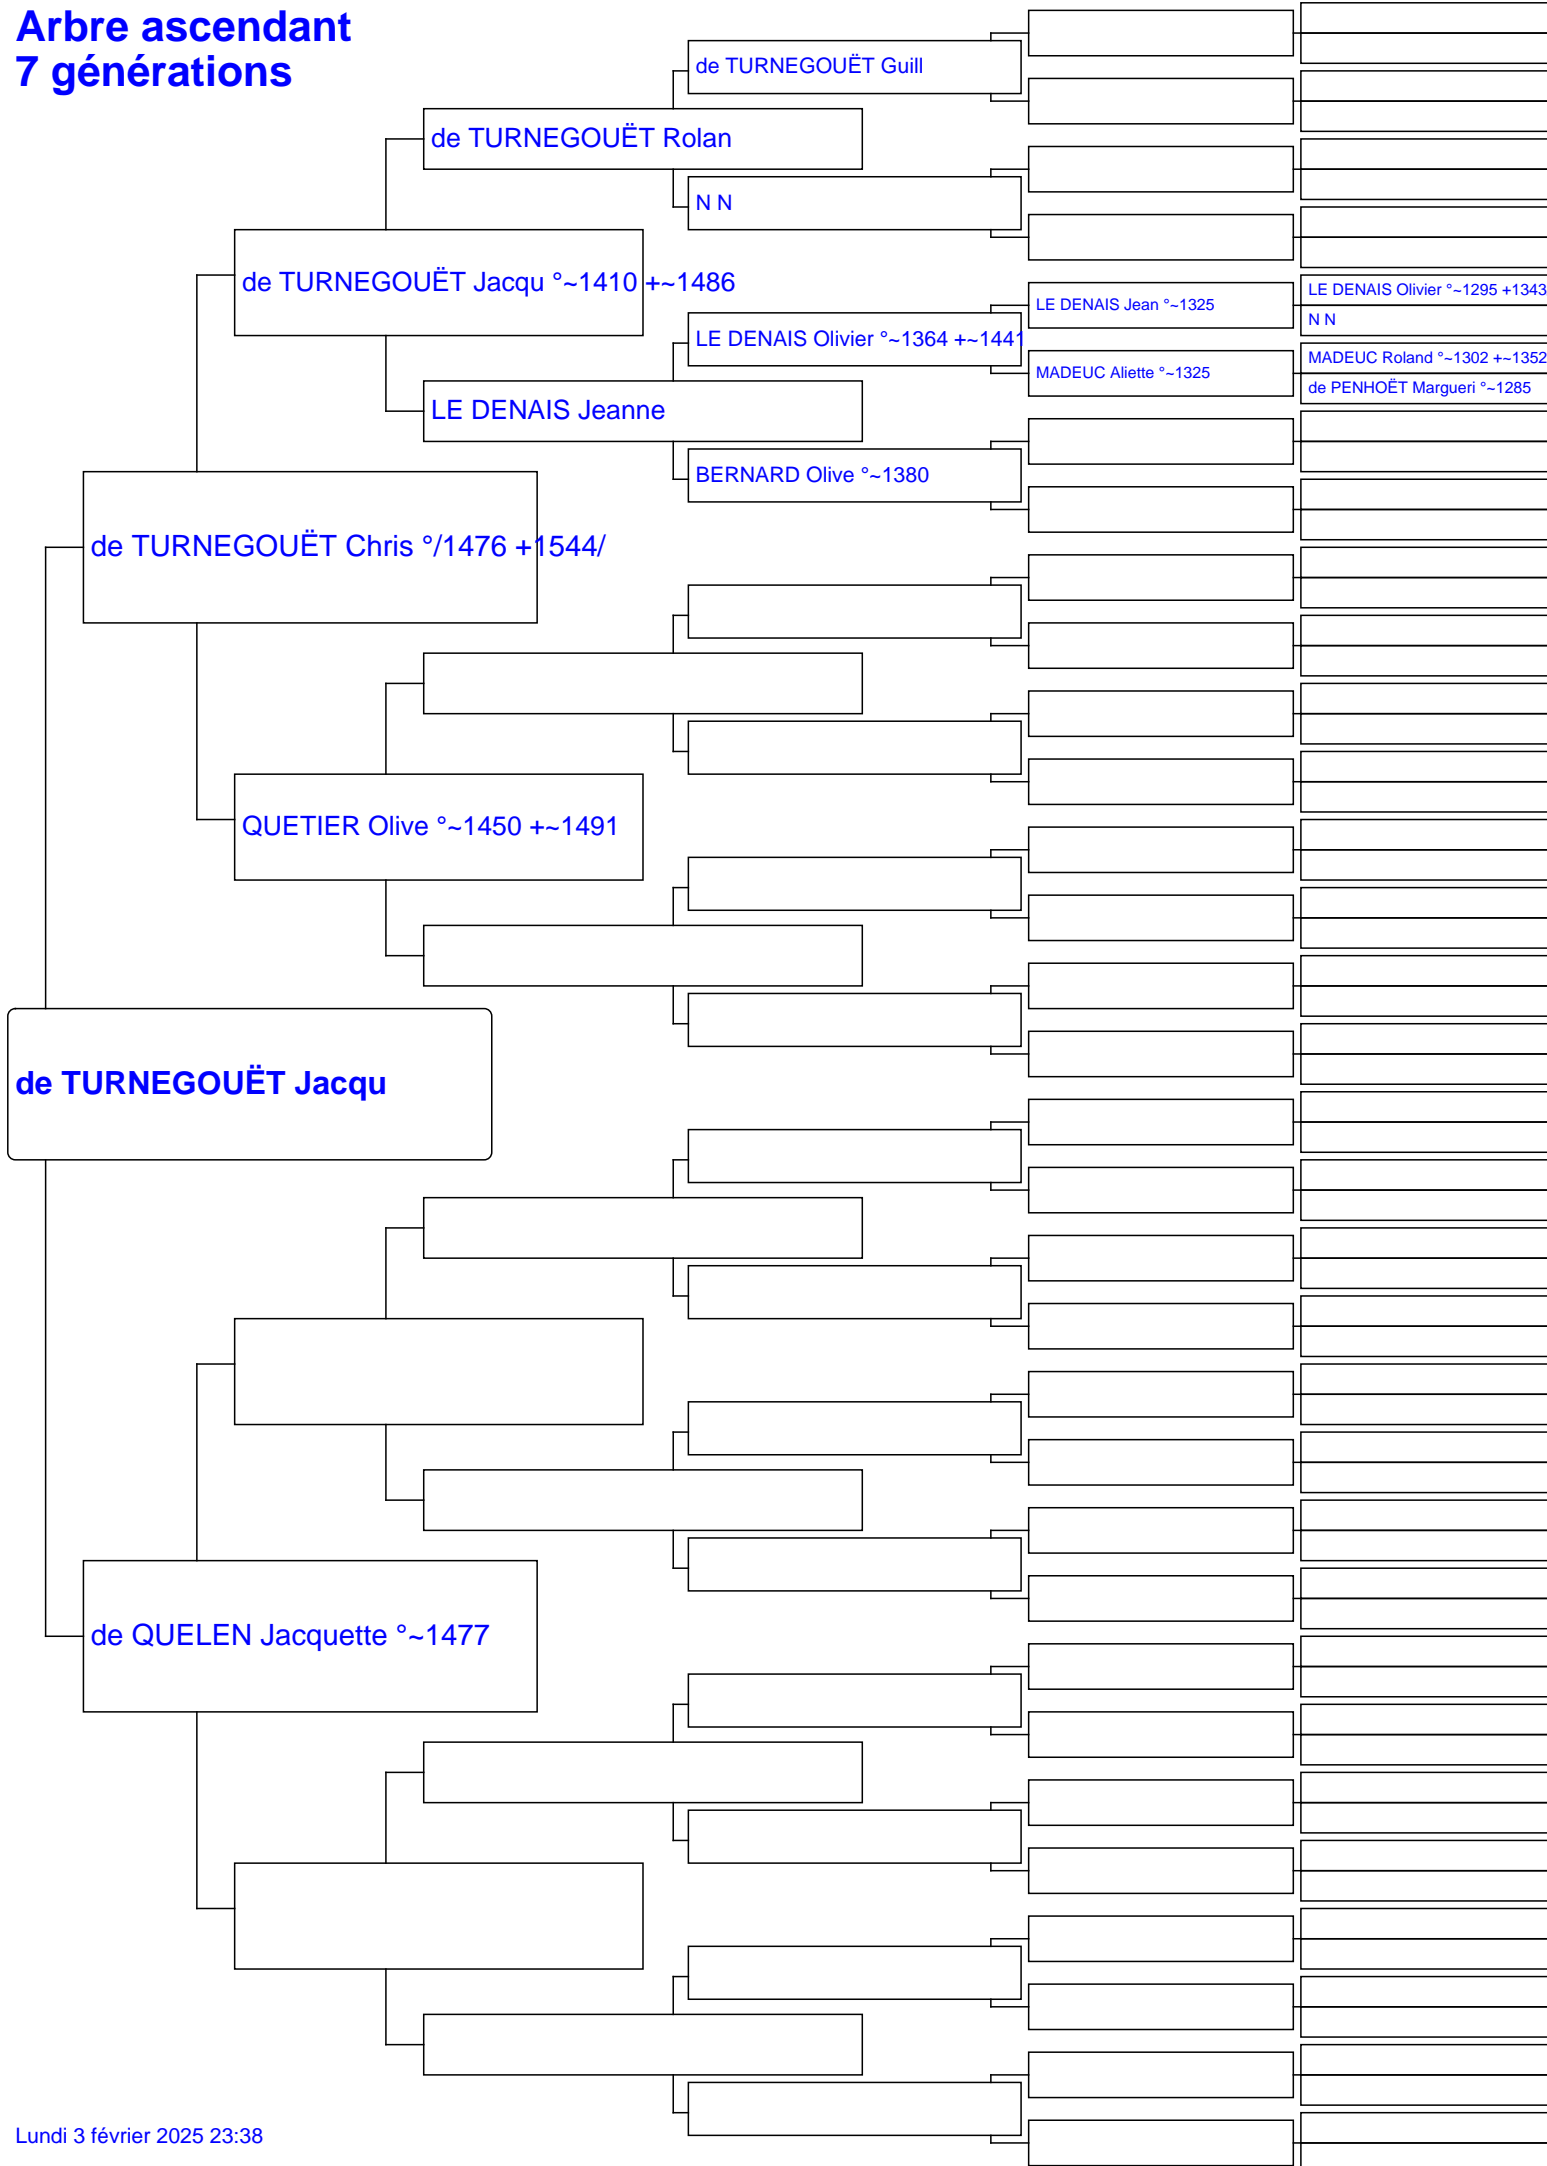 Arbre ascendant
7 générations
de TURNEGOUËT Guill
de TURNEGOUËT Rolan
N N
de TURNEGOUËT Jacqu °~1410 +~1486
LE DENAIS Olivier °~1295 +1343
LE DENAIS Jean °~1325
N N
LE DENAIS Olivier °~1364 +~1441
MADEUC Roland °~1302 +~1352
MADEUC Aliette °~1325
de PENHOËT Margueri °~1285
LE DENAIS Jeanne
BERNARD Olive °~1380
de TURNEGOUËT Chris °/1476 +1544/
QUETIER Olive °~1450 +~1491
de TURNEGOUËT Jacqu
de QUELEN Jacquette °~1477
Lundi 3 février 2025 23:38